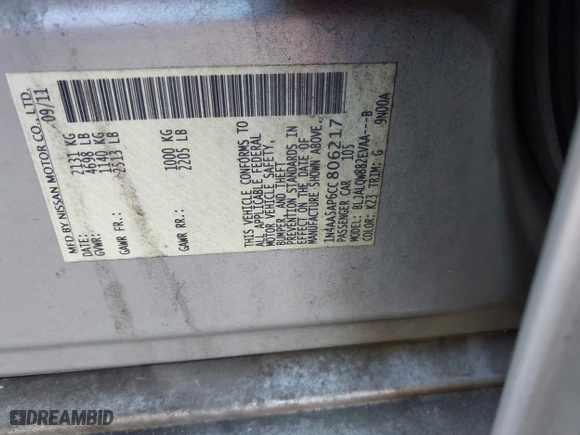 MFD BY NISSAN MOTOR CO., LTD.
DATE: 09/11
GVWR: 2131 KG
4698 LB
GAWR FR: 1140 KG
2513 LB
GAWR RR: 1000 KG
2205 LB
THIS VEHICLE CONFORMS TO
ALL APPLICABLE FEDERAL
MOTOR VEHICLE SAFETY,
BUMPER, AND THEFT
PREVENTION STANDARDS IN
EFFECT ON THE DATE OF
MANUFACTURE SHOWN ABOVE.
1N4AA5AP6CC806217
PASSENGER CAR 105
MODEL: BLJALQW882EVAA---B
COLOR: K23 TRIM: G 9N00A
DREAMBID